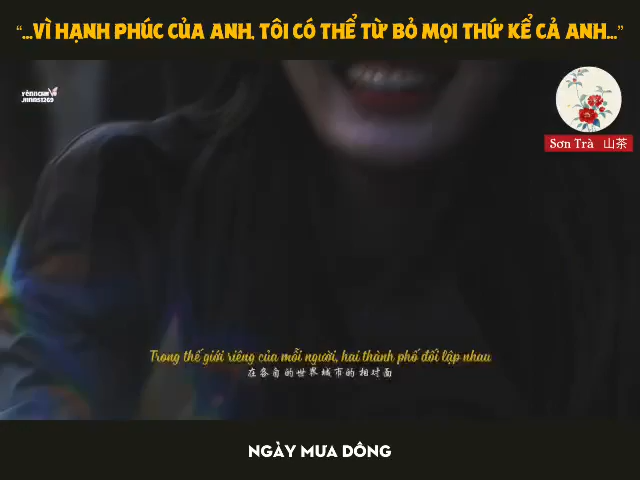 “...VÌ HẠNH PHÚC CỦA ANH, TÔI CÓ THỂ TỪ BỎ MỌI THỨ KỂ CẢ ANH...”
Sơn Trà 山茶
Trong thế giới riêng của mỗi người, hai thành phố đối lập nhau
在各自的世界 城市的相对面
NGÀY MƯA DÔNG